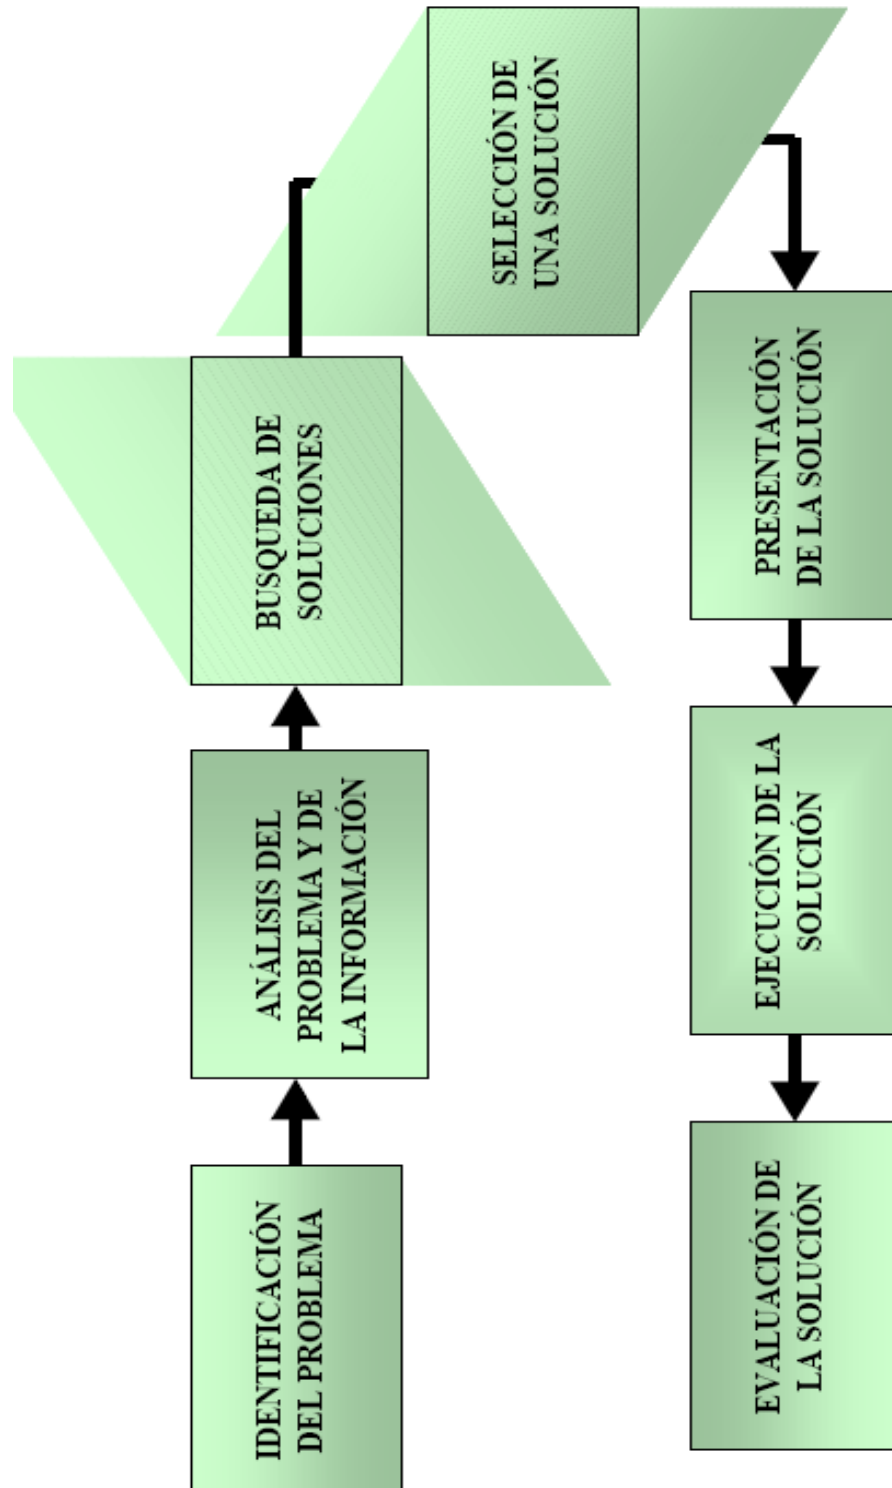 IDENTIFICACIÓN
DEL PROBLEMA
ANÁLISIS DEL
PROBLEMA Y DE
LA INFORMACIÓN
BUSQUEDA DE
SOLUCIONES
SELECCIÓN DE
UNA SOLUCIÓN
PRESENTACIÓN
DE LA SOLUCIÓN
EJECUCIÓN DE LA
SOLUCIÓN
EVALUACIÓN DE
LA SOLUCIÓN